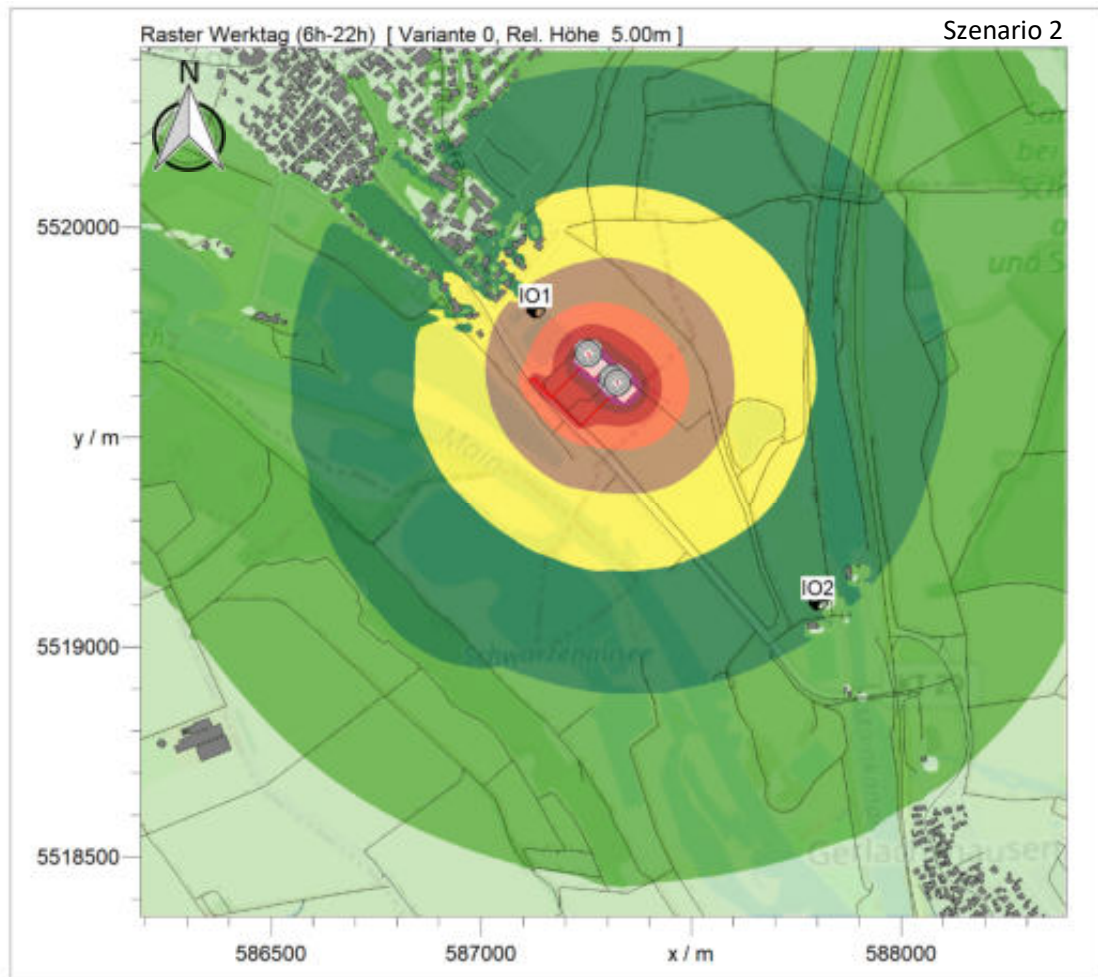 Szenario 2
Raster Werktag (6h-22h) [ Variante 0, Rel. Höhe 5.00m ]
N
5520000
IO1
y / m
Main
IO2
5519000
5518500
586500
587000
x / m
588000